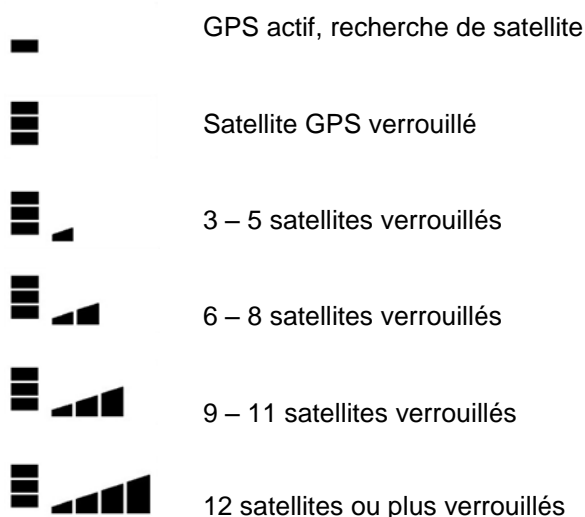 GPS actif, recherche de satellite
Satellite GPS verrouillé
3 – 5 satellites verrouillés
6 – 8 satellites verrouillés
9 – 11 satellites verrouillés
12 satellites ou plus verrouillés